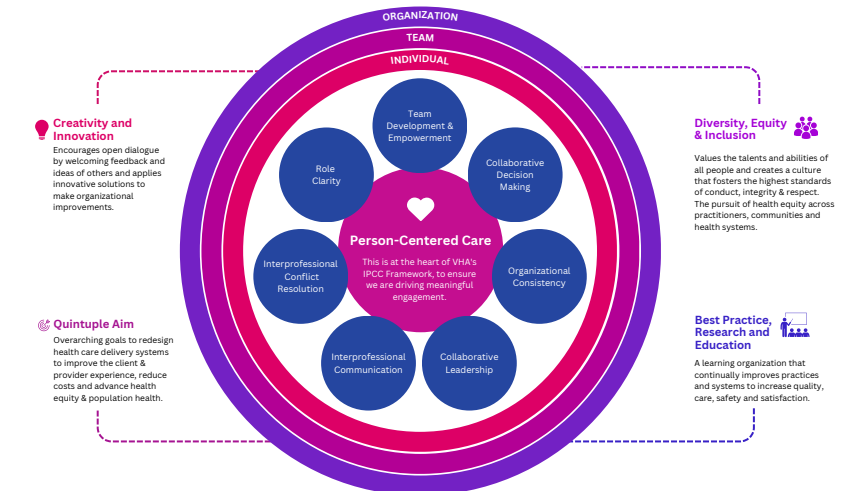 ORGANIZATION
TEAM
INDIVIDUAL
Team
Development &
Empowerment
Role
Clarity
Collaborative
Decision
Making
Person-Centered Care
This is at the heart of VHA's
IPCC Framework, to ensure
we are driving meaningful
engagement.
Interprofessional
Conflict
Resolution
Organizational
Consistency
Interprofessional
Communication
Collaborative
Leadership
Creativity and
Innovation
Encourages open dialogue
by welcoming feedback and
ideas of others and applies
innovative solutions to
make organizational
improvements.
Quintuple Aim
Overarching goals to redesign
health care delivery systems
to improve the client &
provider experience, reduce
costs and advance health
equity & population health.
Diversity, Equity
& Inclusion
Values the talents and abilities of
all people and creates a culture
that fosters the highest standards
of conduct, integrity & respect.
The pursuit of health equity across
practitioners, communities and
health systems.
Best Practice,
Research and
Education
A learning organization that
continually improves practices
and systems to increase quality,
care, safety and satisfaction.